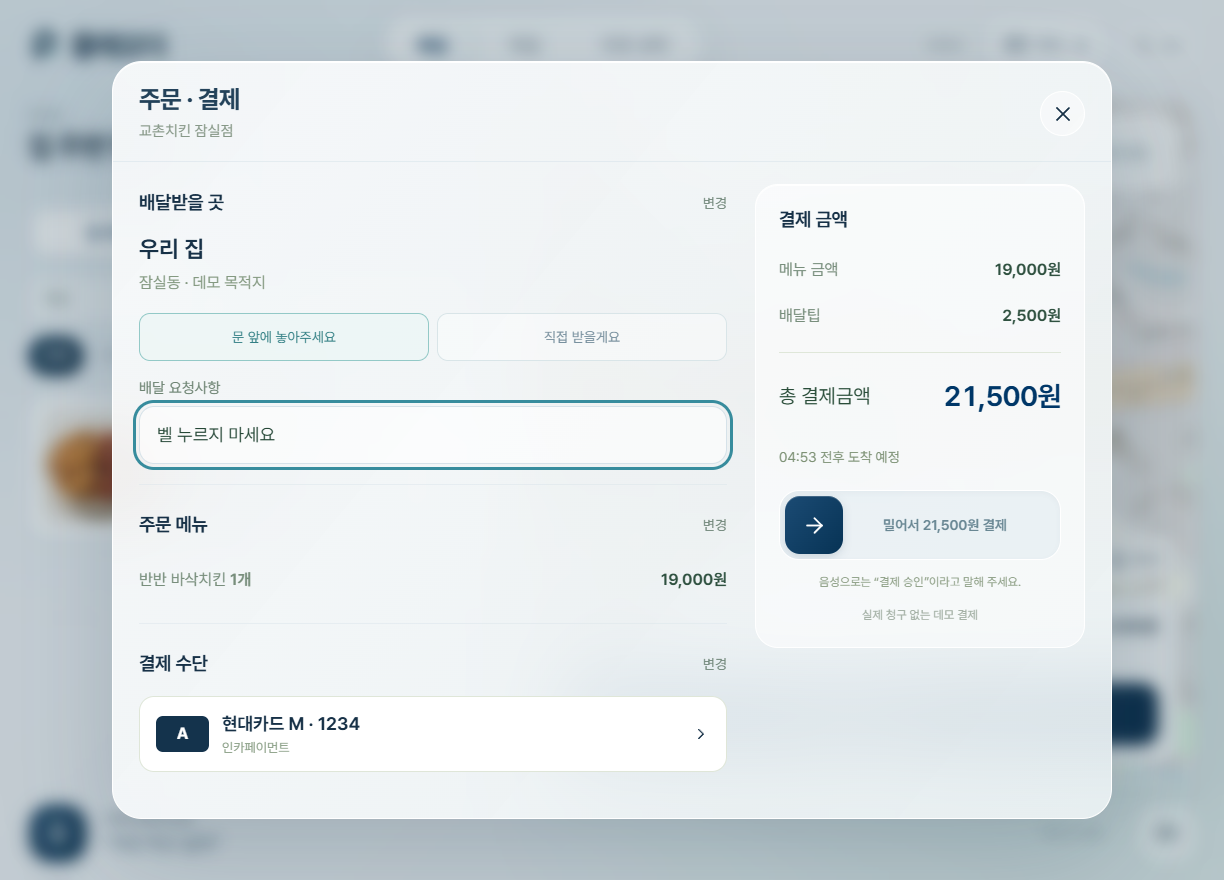 주문 · 결제
교촌치킨 잠실점
배달받을 곳
변경
우리 집
잠실동 · 데모 목적지
문 앞에 놓아주세요
직접 받을게요
배달 요청사항
벨 누르지 마세요
주문 메뉴
변경
반반 바삭치킨 1개
19,000원
결제 수단
변경
A
현대카드 M · 1234
인카페이먼트
결제 금액
메뉴 금액
19,000원
배달팁
2,500원
총 결제금액
21,500원
04:53 전후 도착 예정
밀어서 21,500원 결제
음성으로는 “결제 승인”이라고 말해 주세요.
실제 청구 없는 데모 결제